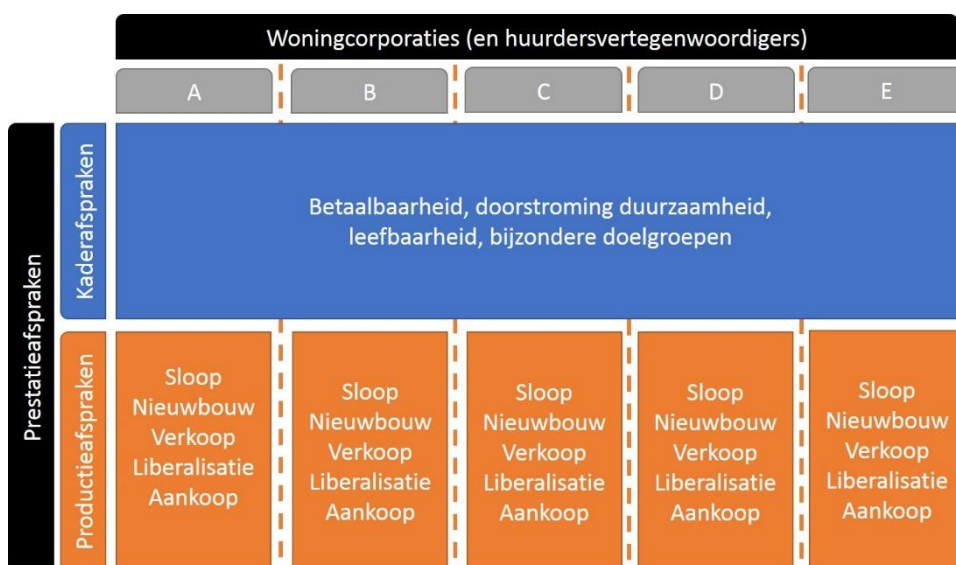 Woningcorporaties (en huurdersvertegenwoordigers)
A
B
C
D
E
Prestatieafspraken
Kaderafspraken
Betaalbaarheid, doorstroming duurzaamheid,
leefbaarheid, bijzondere doelgroepen
Productieafspraken
Sloop
Nieuwbouw
Verkoop
Liberalisatie
Aankoop
Sloop
Nieuwbouw
Verkoop
Liberalisatie
Aankoop
Sloop
Nieuwbouw
Verkoop
Liberalisatie
Aankoop
Sloop
Nieuwbouw
Verkoop
Liberalisatie
Aankoop
Sloop
Nieuwbouw
Verkoop
Liberalisatie
Aankoop